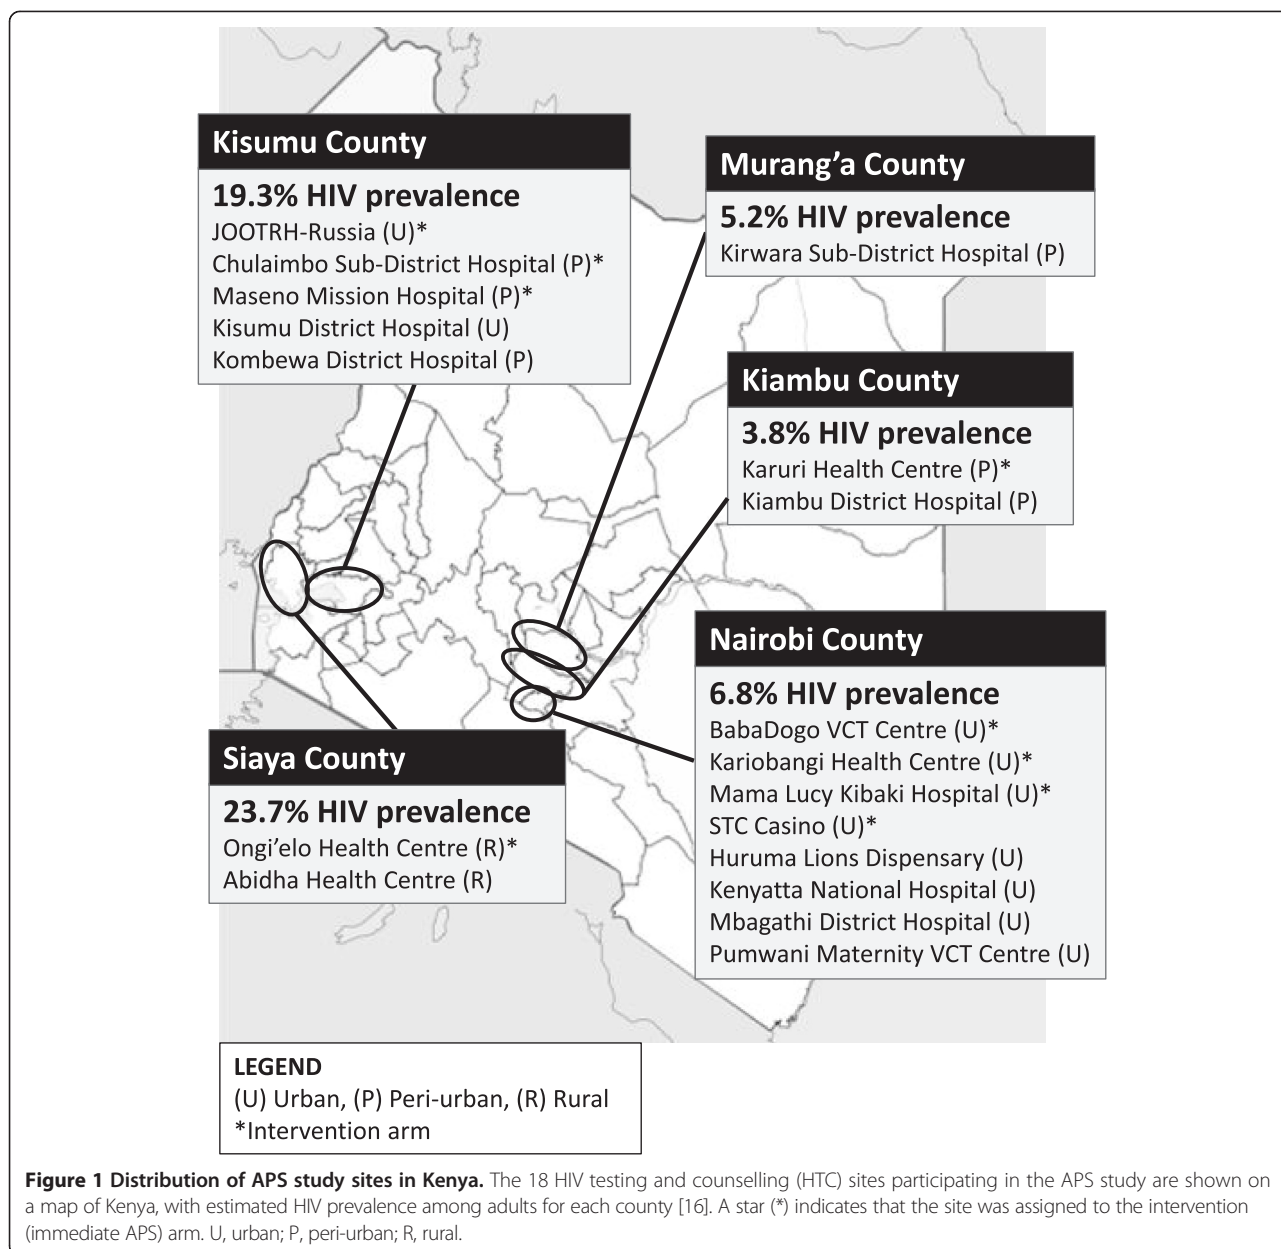 Kisumu County
19.3% HIV prevalence
JOOTRH-Russia (U)*
Chulaimbo Sub-District Hospital (P)*
Maseno Mission Hospital (P)*
Kisumu District Hospital (U)
Kombewa District Hospital (P)
Murang’a County
5.2% HIV prevalence
Kirwara Sub-District Hospital (P)
Kiambu County
3.8% HIV prevalence
Karuri Health Centre (P)*
Kiambu District Hospital (P)
Nairobi County
6.8% HIV prevalence
BabaDogo VCT Centre (U)*
Kariobangi Health Centre (U)*
Mama Lucy Kibaki Hospital (U)*
STC Casino (U)*
Huruma Lions Dispensary (U)
Kenyatta National Hospital (U)
Mbagathi District Hospital (U)
Pumwani Maternity VCT Centre (U)
Siaya County
23.7% HIV prevalence
Ongi’elo Health Centre (R)*
Abidha Health Centre (R)
LEGEND
(U) Urban, (P) Peri-urban, (R) Rural
*Intervention arm
Figure 1 Distribution of APS study sites in Kenya. The 18 HIV testing and counselling (HTC) sites participating in the APS study are shown on
a map of Kenya, with estimated HIV prevalence among adults for each county [16]. A star (*) indicates that the site was assigned to the intervention
(immediate APS) arm. U, urban; P, peri-urban; R, rural.